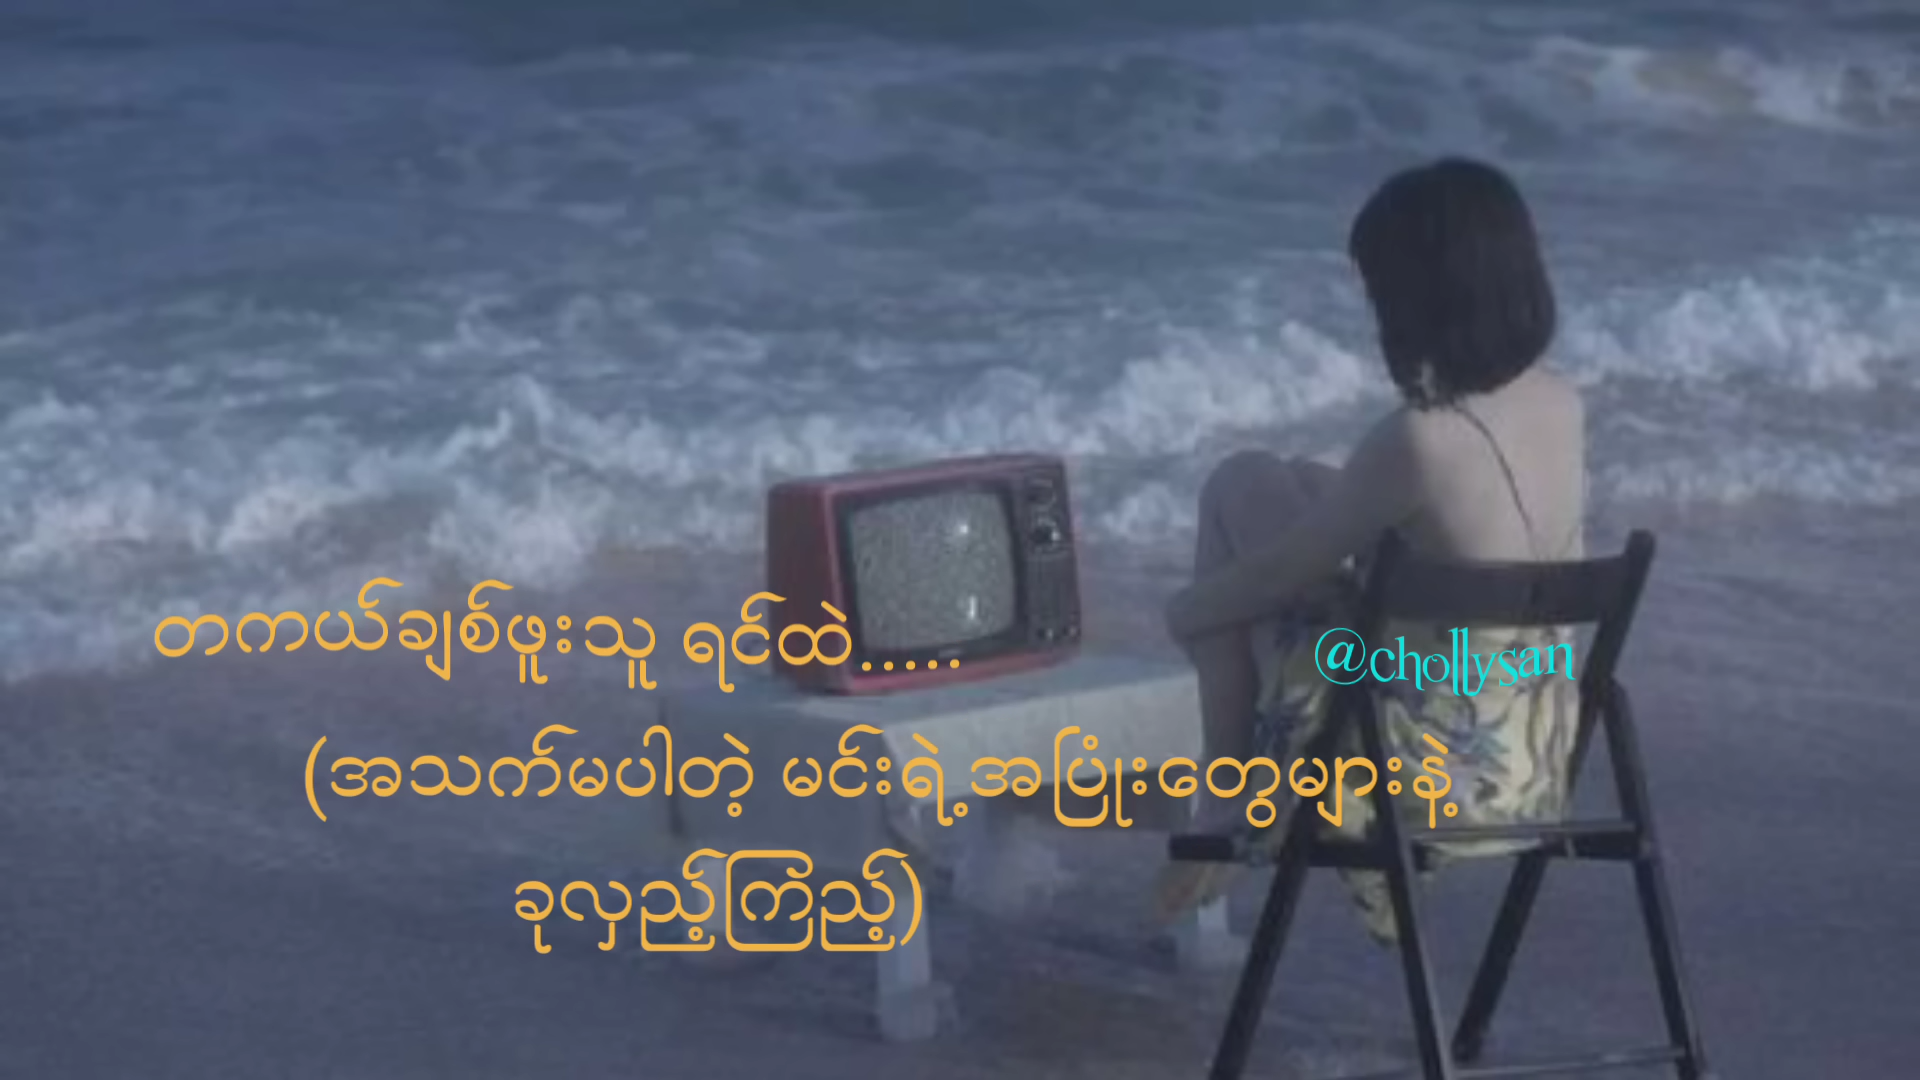 တကယ်ချစ်ဖူးသူ ရင်ထဲ.....
@chollysan
(အသက်မပါတဲ့ မင်းရဲ့အပြုံးတွေများနဲ့
ခုလှည့်ကြည့်)